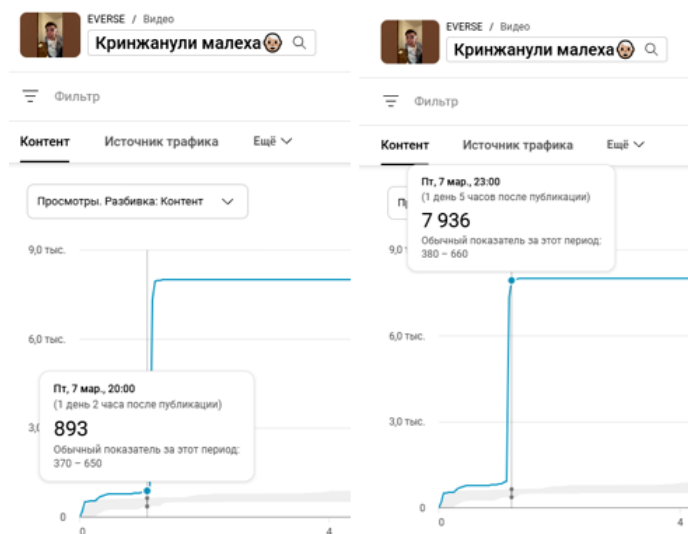 EVERSE / Видео
Кринжанули малеха👴🏼
Фильтр
Контент Источник трафика Ещё
Просмотры. Разбивка: Контент
9,0 тыс.
6,0 тыс.
Пт, 7 мар., 20:00
(1 день 2 часа после публикации)
3,0
893
Обычный показатель за этот период:
370 – 650
0
0 4
EVERSE / Видео
Кринжанули малеха👴🏼
Фильтр
Контент Источник трафика Ещё
Пт, 7 мар., 23:00
(1 день 5 часов после публикации)
7 936
Обычный показатель за этот период:
380 – 660
9,0
6,0 тыс.
3,0 тыс.
0
0 4